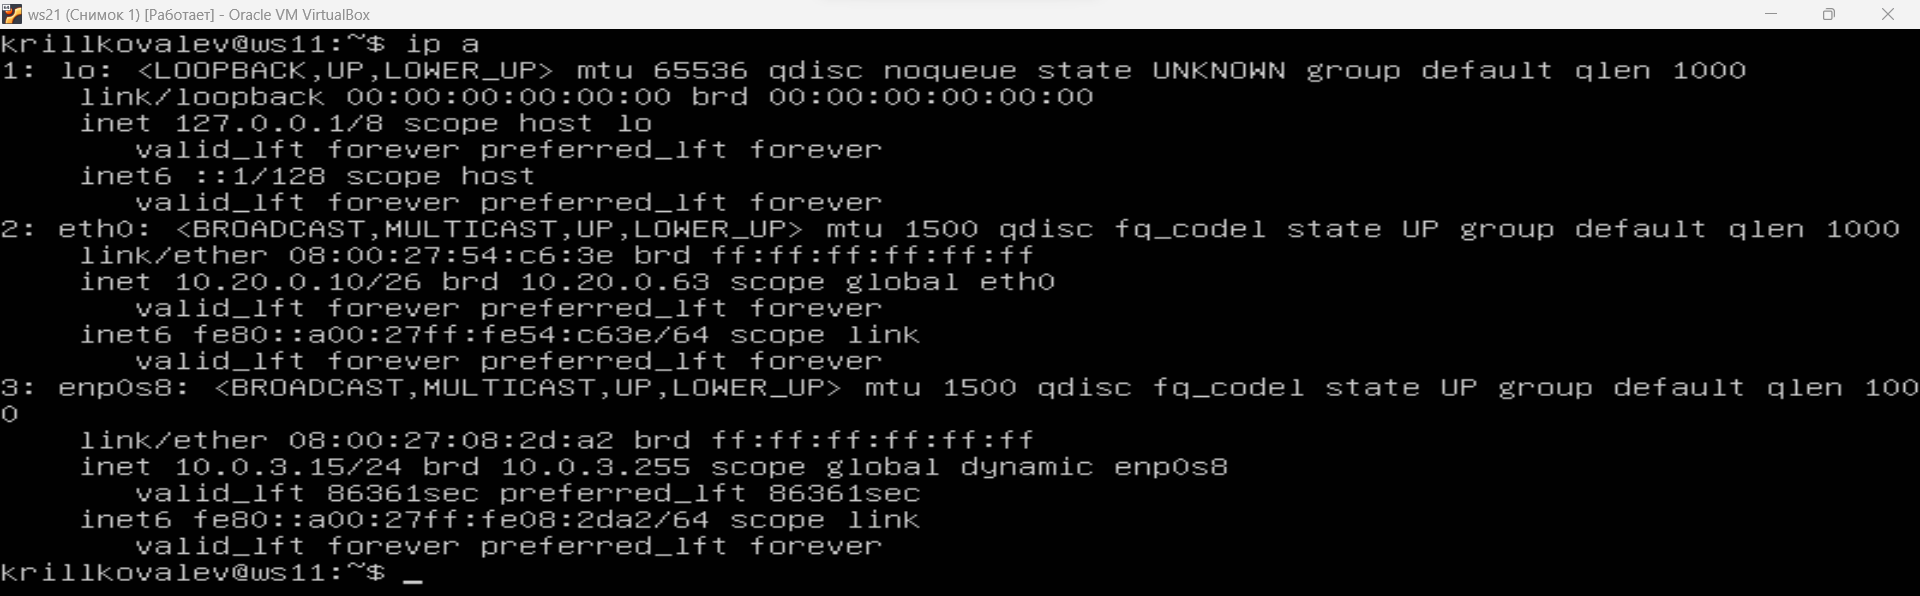 ws21 (Снимок 1) [Работает] - Oracle VM VirtualBox
krillkovalev@ws11:~$ ip a
1: lo: <LOOPBACK,UP,LOWER_UP> mtu 65536 qdisc noqueue state UNKNOWN group default qlen 1000
    link/loopback 00:00:00:00:00:00 brd 00:00:00:00:00:00
    inet 127.0.0.1/8 scope host lo
       valid_lft forever preferred_lft forever
    inet6 ::1/128 scope host
       valid_lft forever preferred_lft forever
2: eth0: <BROADCAST,MULTICAST,UP,LOWER_UP> mtu 1500 qdisc fq_codel state UP group default qlen 1000
    link/ether 08:00:27:54:c6:3e brd ff:ff:ff:ff:ff:ff
    inet 10.20.0.10/26 brd 10.20.0.63 scope global eth0
       valid_lft forever preferred_lft forever
    inet6 fe80::a00:27ff:fe54:c63e/64 scope link
       valid_lft forever preferred_lft forever
3: enp0s8: <BROADCAST,MULTICAST,UP,LOWER_UP> mtu 1500 qdisc fq_codel state UP group default qlen 100
0
    link/ether 08:00:27:08:2d:a2 brd ff:ff:ff:ff:ff:ff
    inet 10.0.3.15/24 brd 10.0.3.255 scope global dynamic enp0s8
       valid_lft 86361sec preferred_lft 86361sec
    inet6 fe80::a00:27ff:fe08:2da2/64 scope link
       valid_lft forever preferred_lft forever
krillkovalev@ws11:~$ _